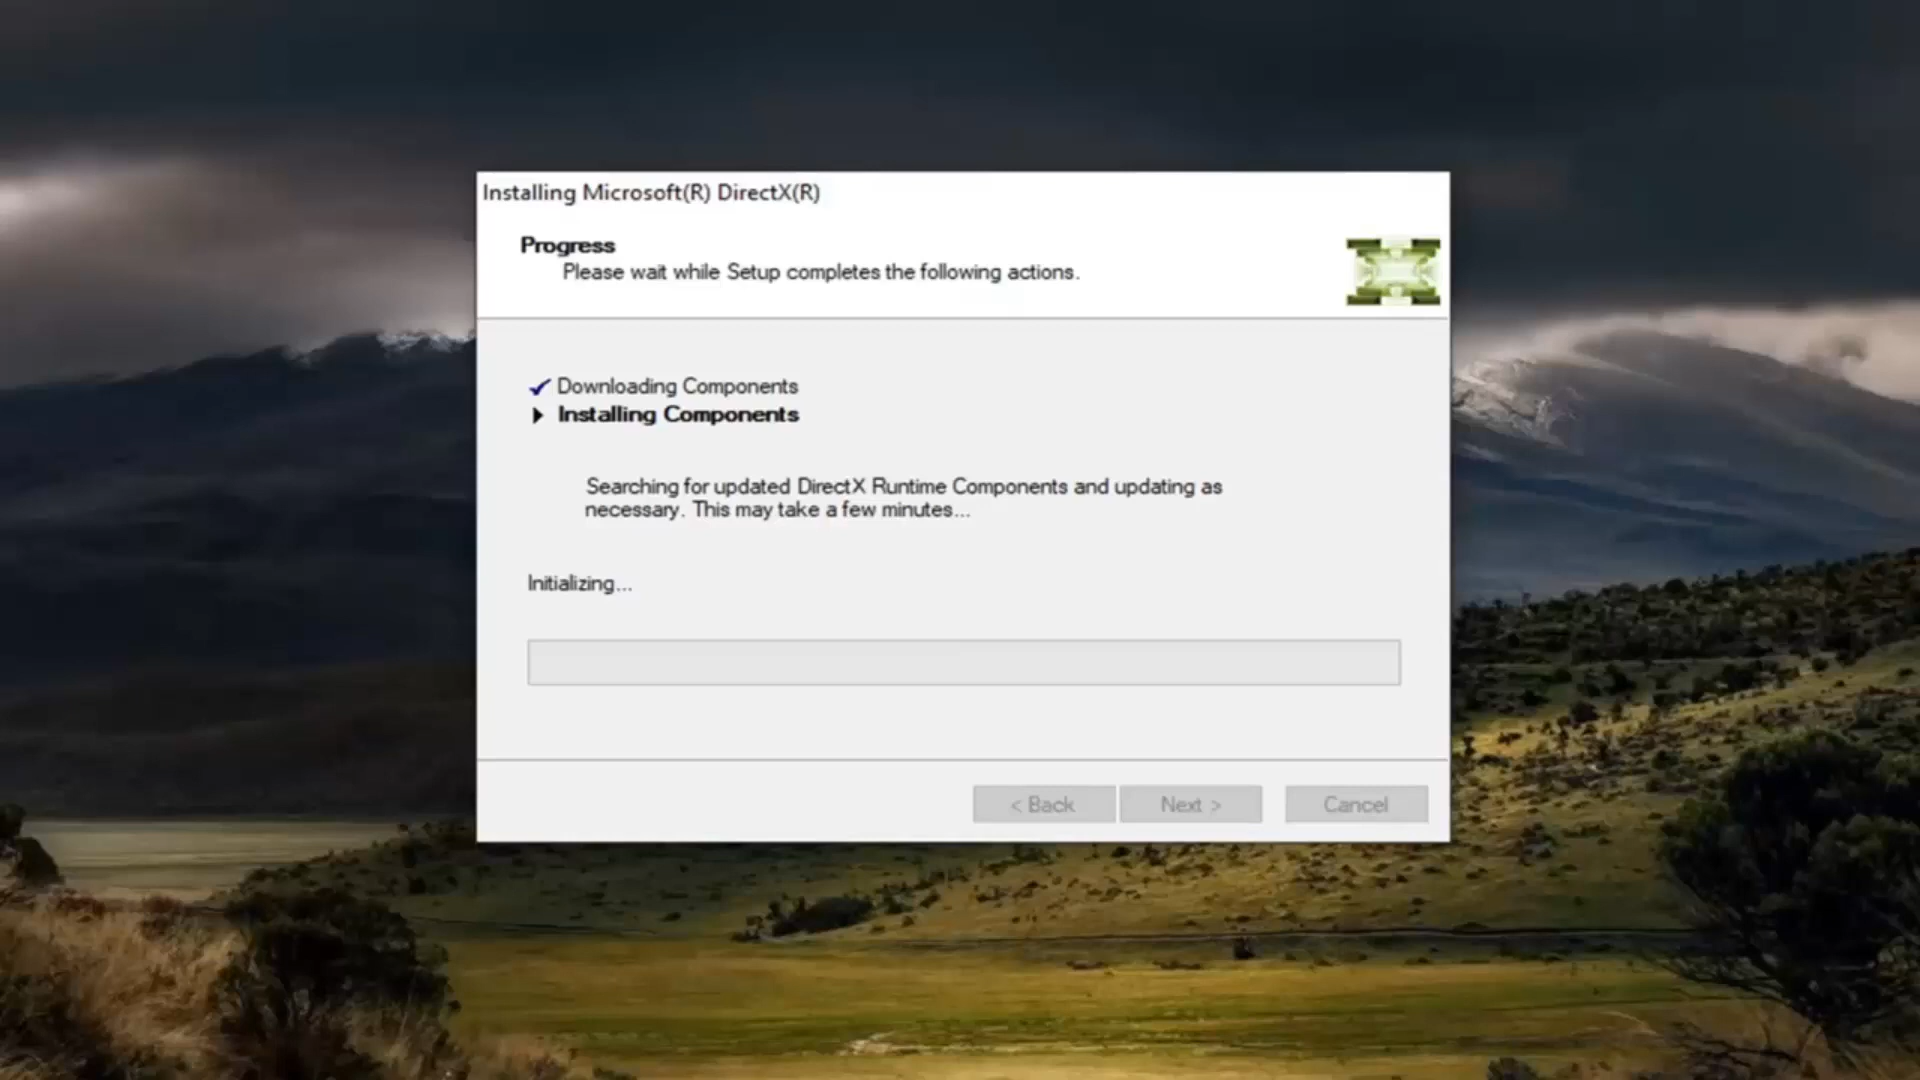 Installing Microsoft(R) DirectX(R)
Progress
Please wait while Setup completes the following actions.
Downloading Components
Installing Components
Searching for updated DirectX Runtime Components and updating as
necessary. This may take a few minutes...
Initializing...
< Back
Next >
Cancel